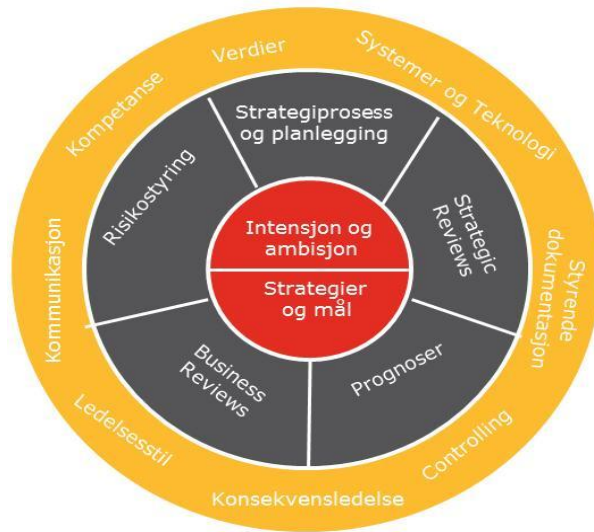 Verdier
Systemer og Teknologi
Styrende
dokumentasjon
Controlling
Konsekvensledelse
Ledelsesstil
Kommunikasjon
Kompetanse
Strategiprosess
og planlegging
Strategic
Reviews
Prognoser
Business
Reviews
Risikostyring
Intensjon og
ambisjon
Strategier
og mål